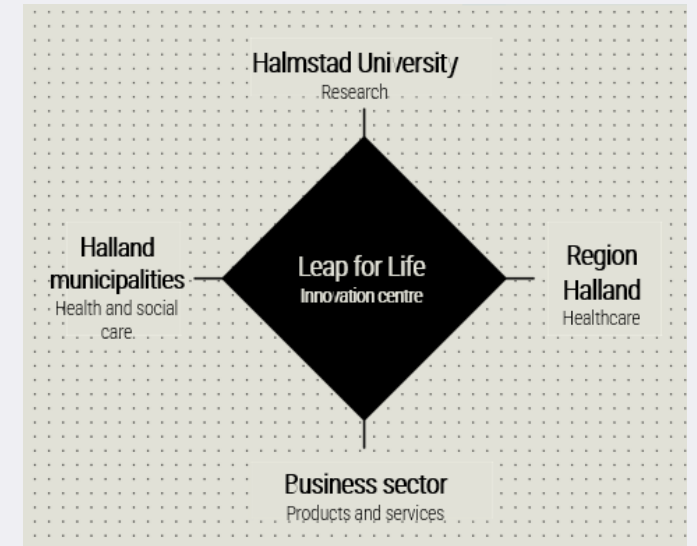 Halmstad University
Research
Halland
municipalities
Health and social
care
Leap for Life
Innovation centre
Region
Halland
Healthcare
Business sector
Products and services